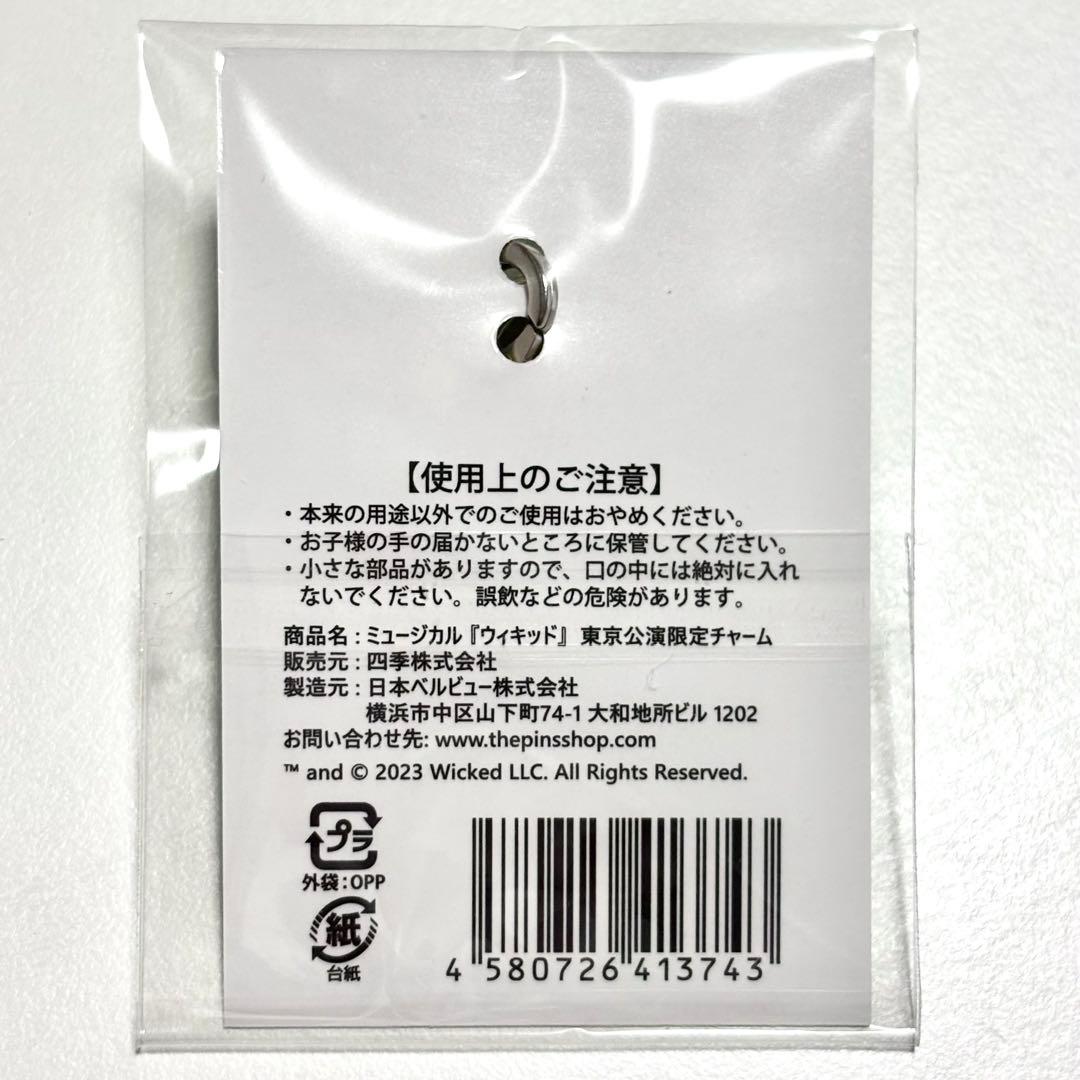 【使用上のご注意】
・本来の用途以外でのご使用はおやめください。
・お子様の手の届かないところに保管してください。
・小さな部品がありますので、口の中には絶対に入れ
ないでください。誤飲などの危険があります。
商品名 : ミュージカル『ウィキッド』 東京公演限定チャーム
販売元 : 四季株式会社
製造元 : 日本ベルビュー株式会社
横浜市中区山下町74-1 大和地所ビル 1202
お問い合わせ先: www.thepinsshop.com
™ and © 2023 Wicked LLC. All Rights Reserved.
プラ
外袋 : OPP
紙
台紙
4 580726 413743